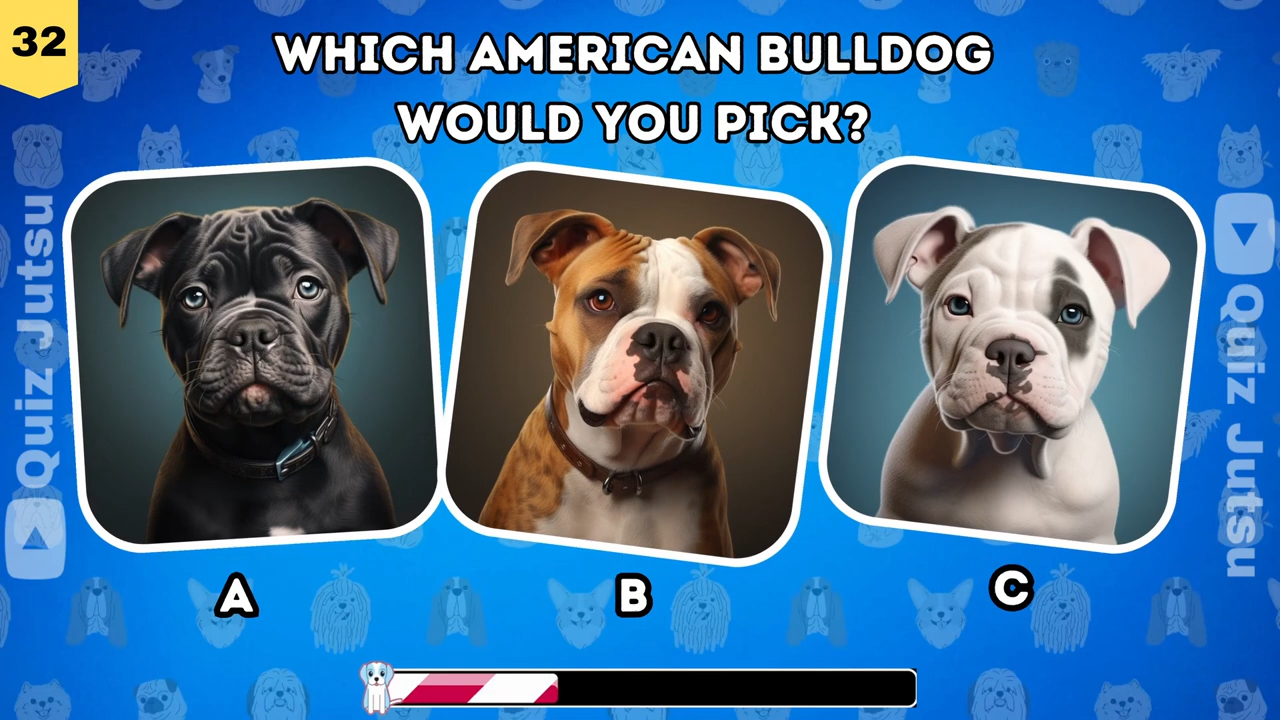 32
WHICH AMERICAN BULLDOG
WOULD YOU PICK?
Quiz Jutsu
Quiz Jutsu
A
B
C